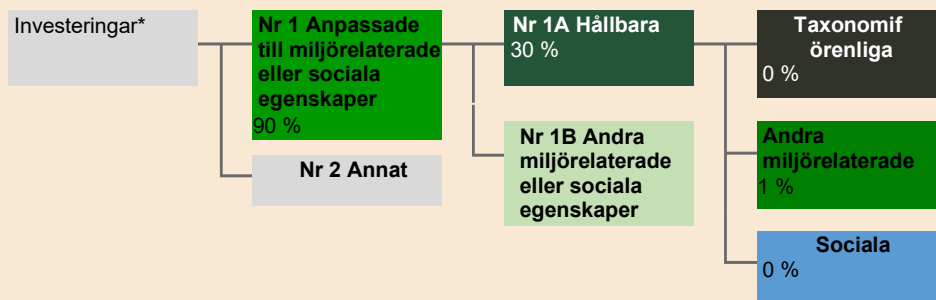 Investeringar*
Nr 1 Anpassade
till miljörelaterade
eller sociala
egenskaper
90 %
Nr 2 Annat
Nr 1A Hållbara
30 %
Nr 1B Andra
miljörelaterade
eller sociala
egenskaper
Taxonomif
örenliga
0 %
Andra
miljörelaterade
1 %
Sociala
0 %